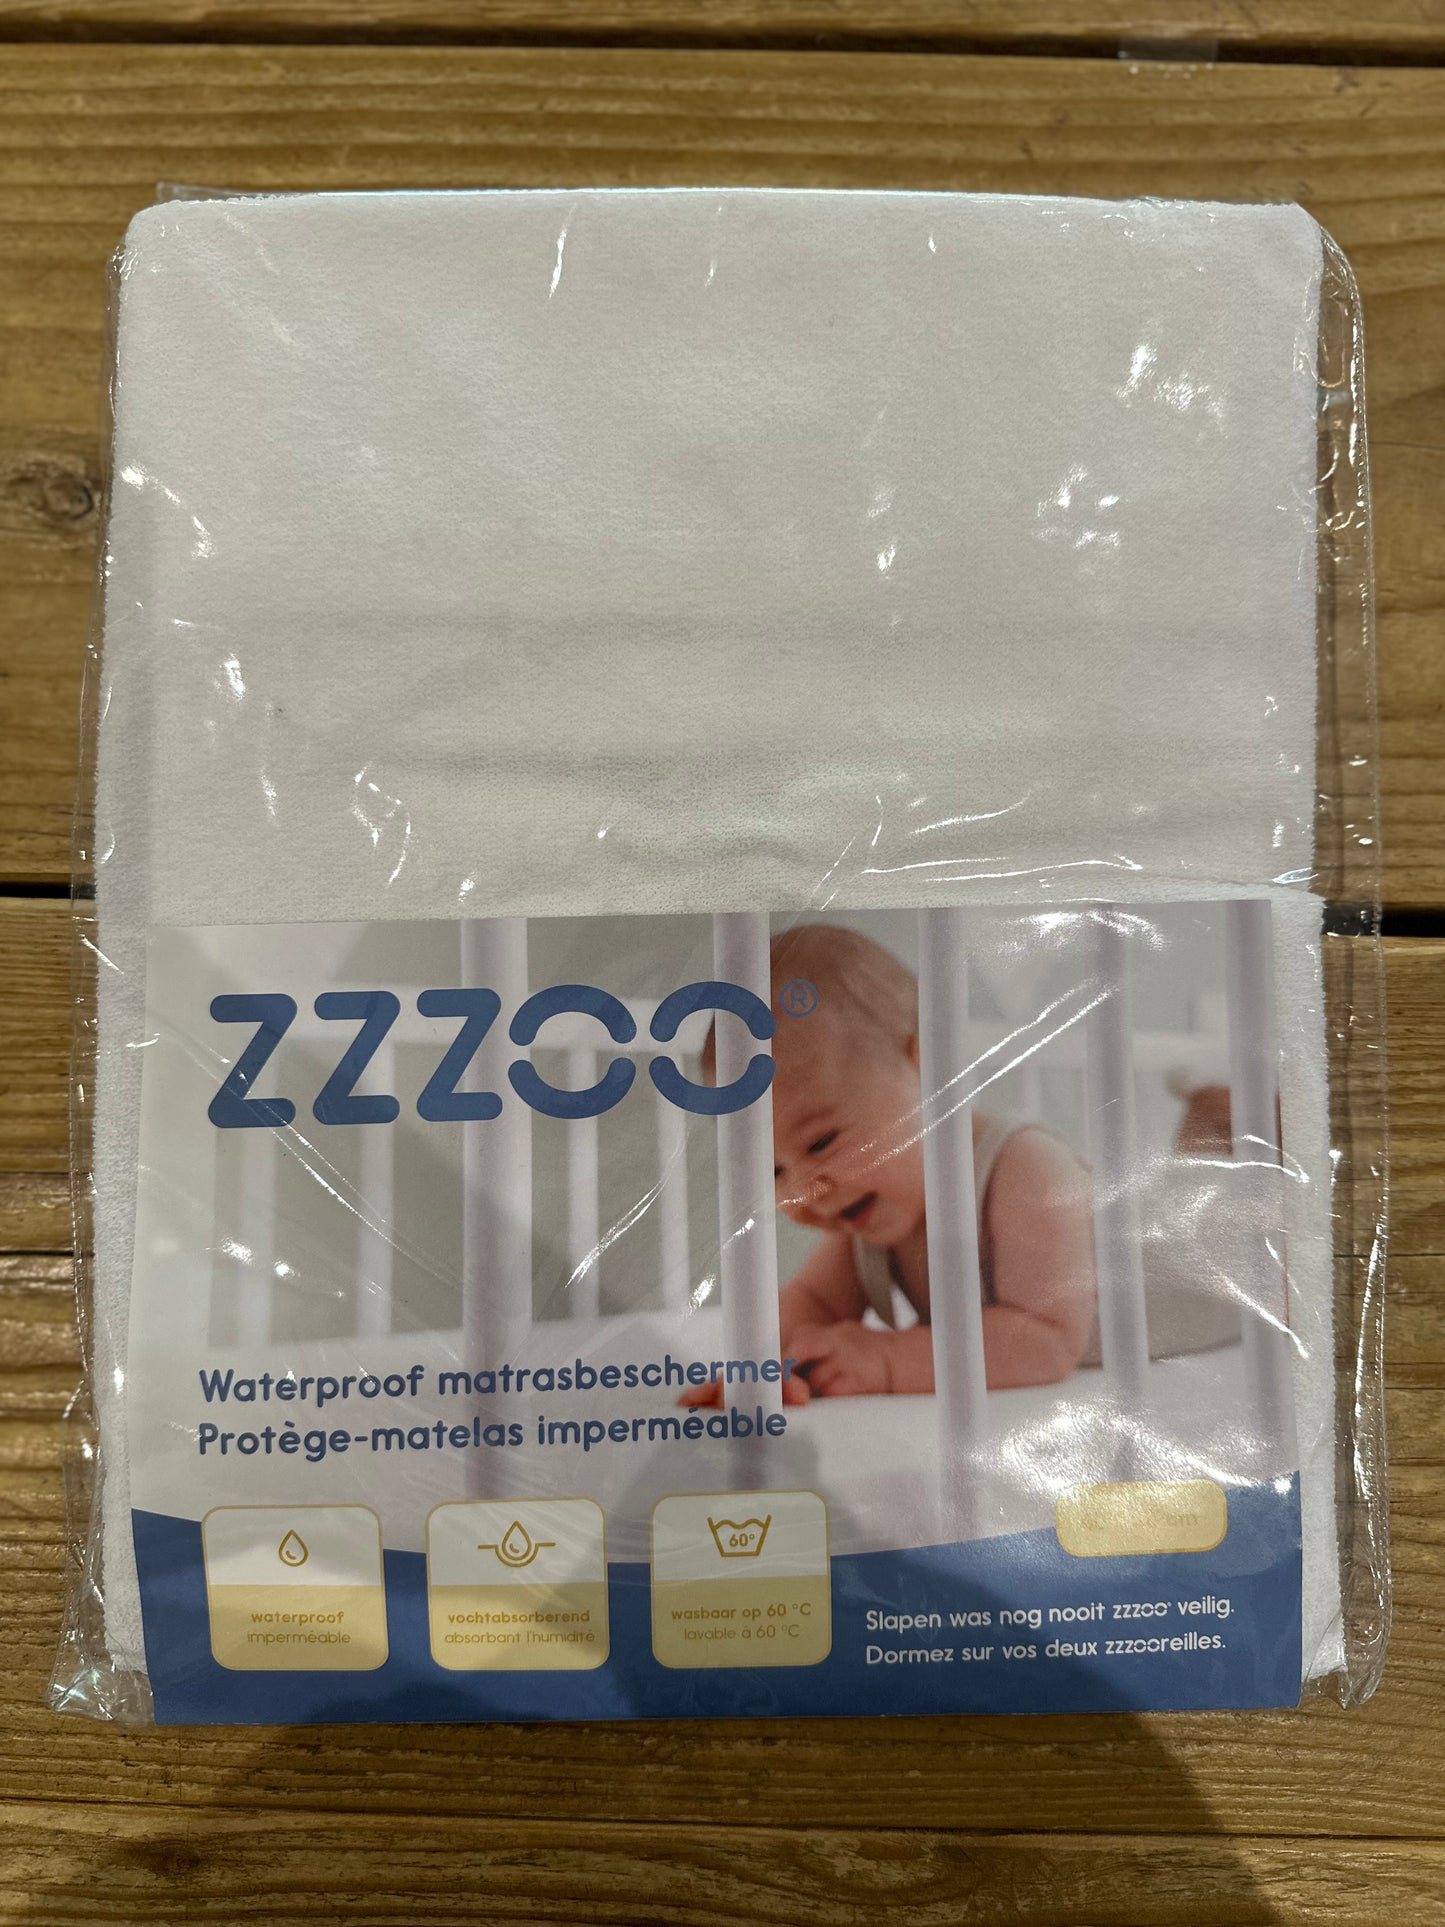 zzzoo®
Waterproof matrasbeschermer
Protège-matelas imperméable
60°
waterproof
imperméable
vochtabsorberend
absorbant l'humidité
wasbaar op 60 °C
lavable à 60 °C
cm
Slapen was nog nooit zzzoo® veilig.
Dormez sur vos deux zzzooreilles.